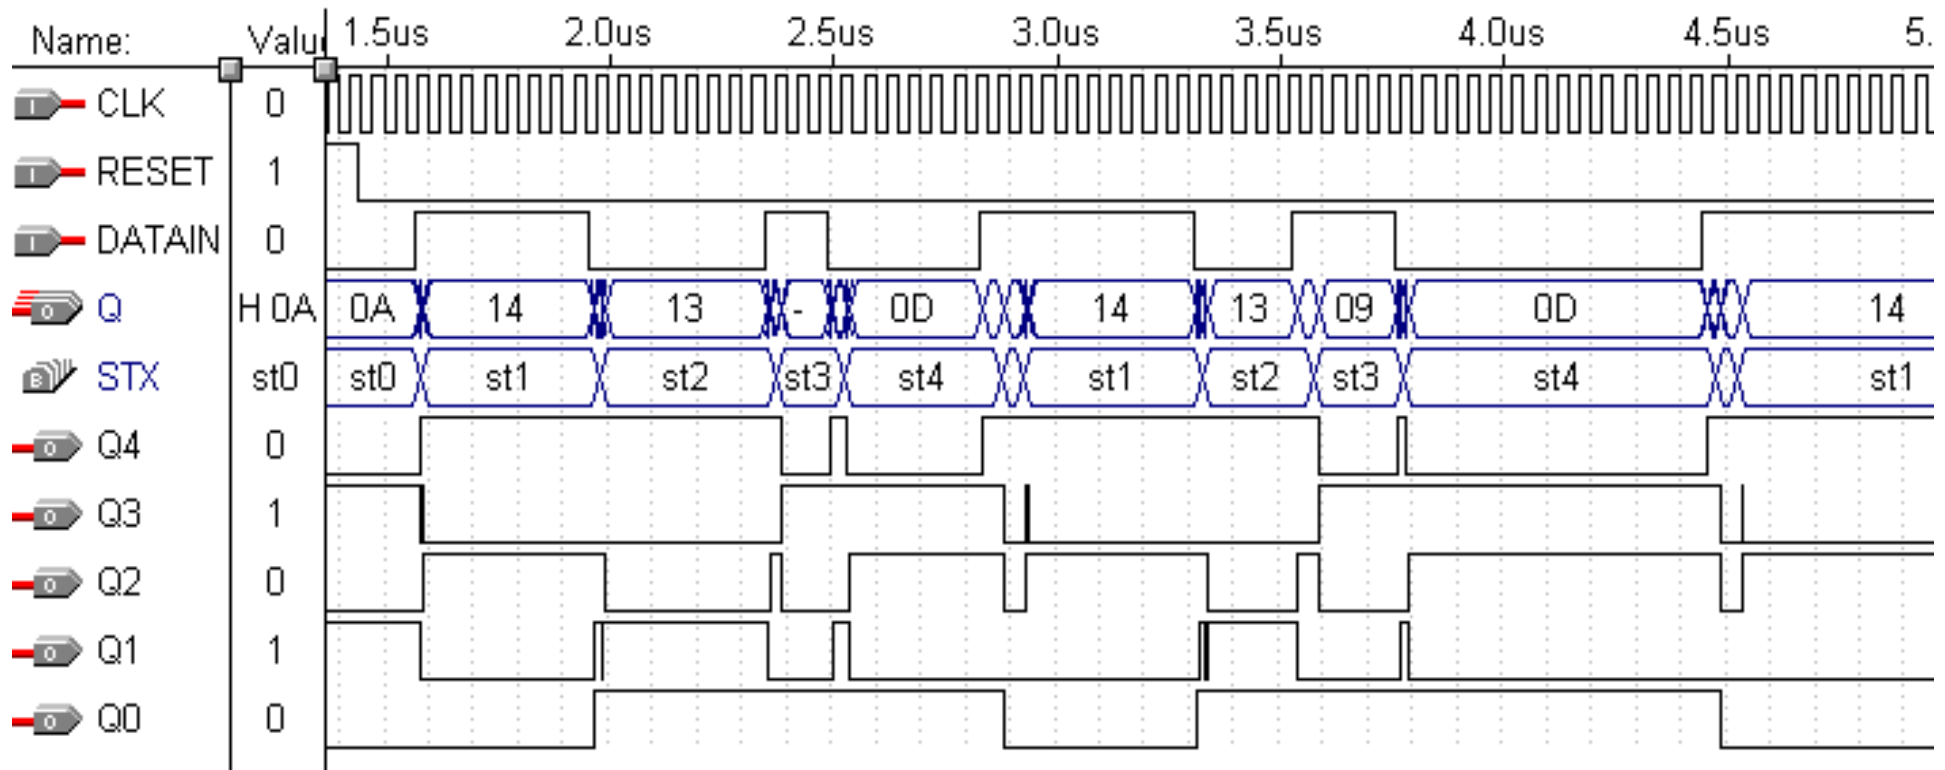 Name: Valu 1.5us 2.0us 2.5us 3.0us 3.5us 4.0us 4.5us 5.
CLK 0
RESET 1
DATAIN 0
Q H 0A 0A 14 13 - 0D 14 13 09 0D 14
STX st0 st0 st1 st2 st3 st4 st1 st2 st3 st4 st1
Q4 0
Q3 1
Q2 0
Q1 1
Q0 0